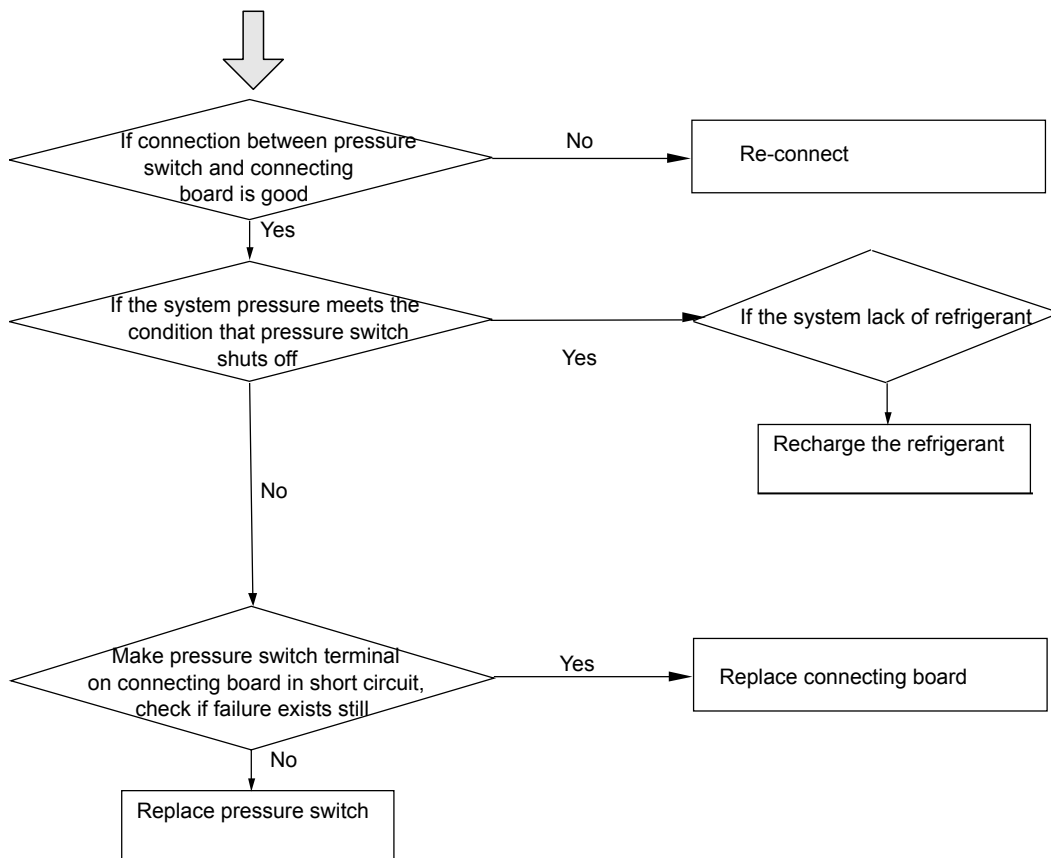 If connection between pressure
switch and connecting
board is good
No
Re-connect
Yes
If the system pressure meets the
condition that pressure switch
shuts off
Yes
If the system lack of refrigerant
Recharge the refrigerant
No
Make pressure switch terminal
on connecting board in short circuit,
check if failure exists still
Yes
Replace connecting board
No
Replace pressure switch